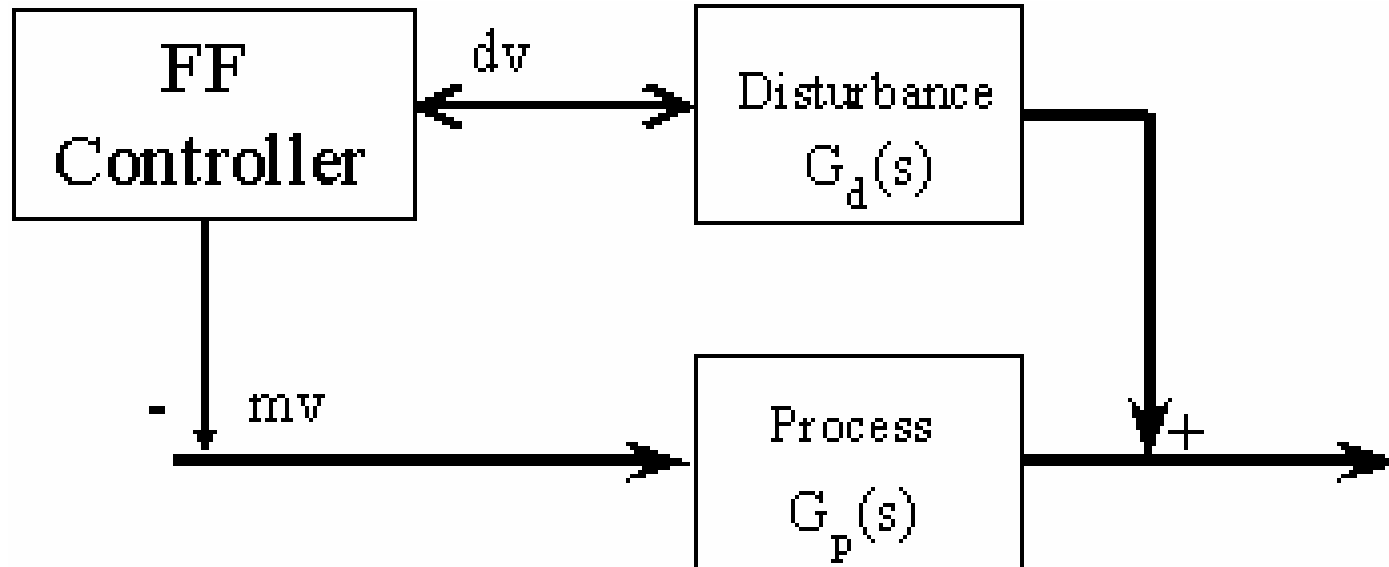 FF
Controller
dv
Disturbance
G_d(s)
- mv
+
Process
G_p(s)